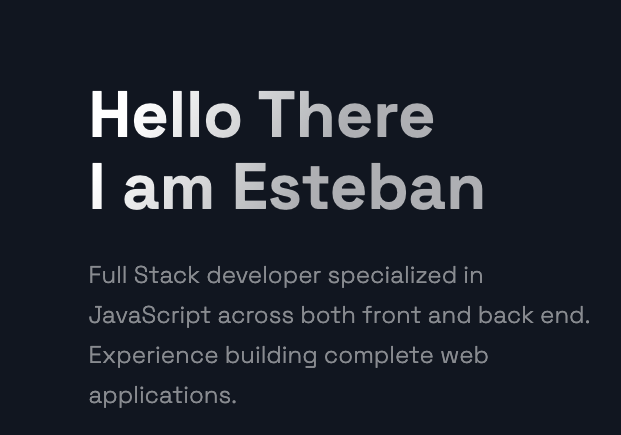 Hello There
I am Esteban
Full Stack developer specialized in
JavaScript across both front and back end.
Experience building complete web
applications.